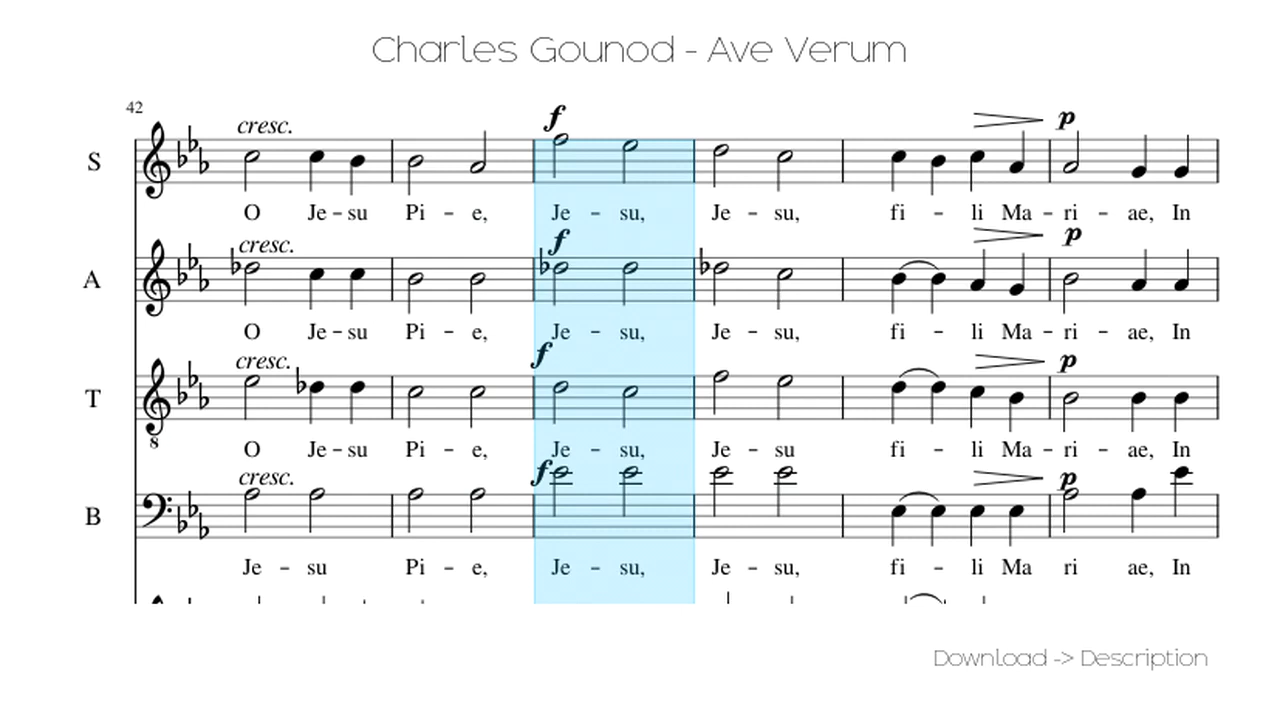 Charles Gounod - Ave Verum
42
cresc. f p
S
O Je - su Pi - e, Je - su, Je - su, fi - li Ma - ri - ae, In
cresc. f p
A
O Je - su Pi - e, Je - su, Je - su, fi - li Ma - ri - ae, In
cresc. f p
T
8
O Je - su Pi - e, Je - su, Je - su fi - li Ma - ri - ae, In
cresc. f p
B
Je - su Pi - e, Je - su, Je - su, fi - li Ma ri ae, In
Download -> Description